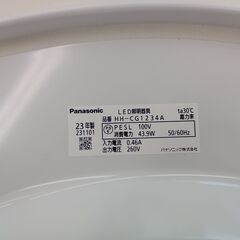 Panasonic
LED照明器具 ta30℃
品番 HH-CG1234A 高力率
23年製
231101
PSE SL 100V
消費電力 43.9W 50/60Hz
入力電流 0.46A
出力電圧 260V
パナソニック株式会社